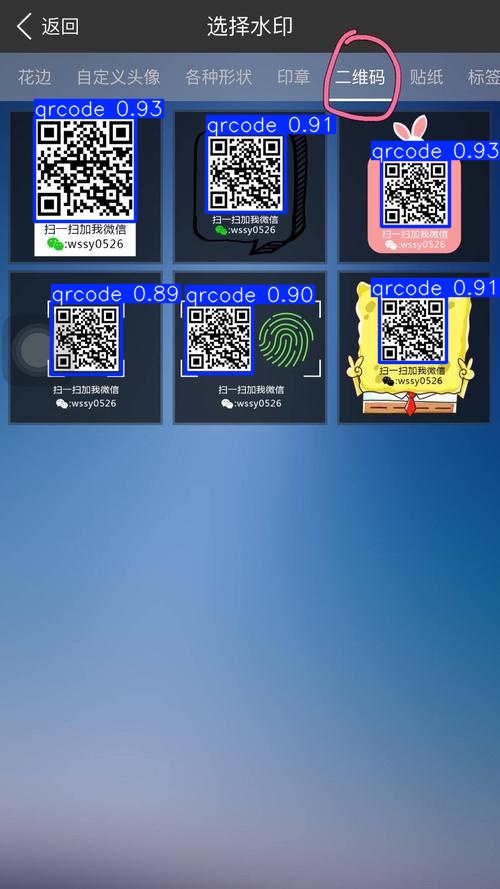 返回
选择水印
花边 自定义头像 各种形状 印章 二维码 贴纸 标签
qrcode 0.93
扫一扫加我微信
:wssy0526
qrcode 0.91
扫一扫加我微信
:wssy0526
qrcode 0.93
扫一扫加我微信
:wssy0526
qrcode 0.89
扫一扫加我微信
:wssy0526
qrcode 0.90
扫一扫加我微信
:wssy0526
qrcode 0.91
扫一扫加我微信
:wssy0526